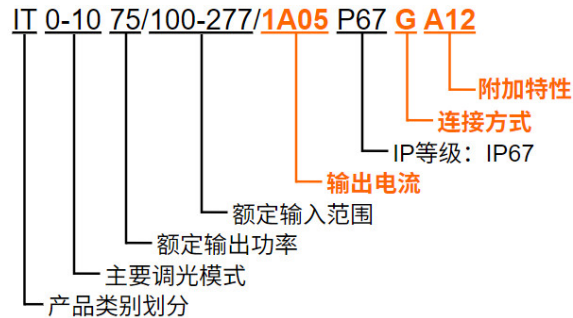 IT 0-10 75/100-277/1A05 P67 G A12
附加特性
连接方式
IP等级：IP67
输出电流
额定输入范围
额定输出功率
主要调光模式
产品类别划分